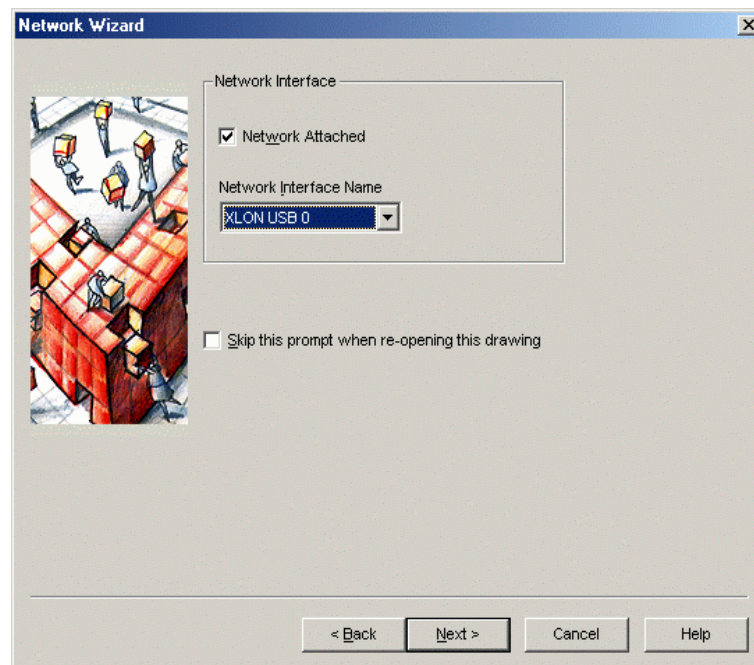 Network Wizard
Network Interface
Network Attached
Network Interface Name
XLON USB 0
Skip this prompt when re-opening this drawing
< Back
Next >
Cancel
Help